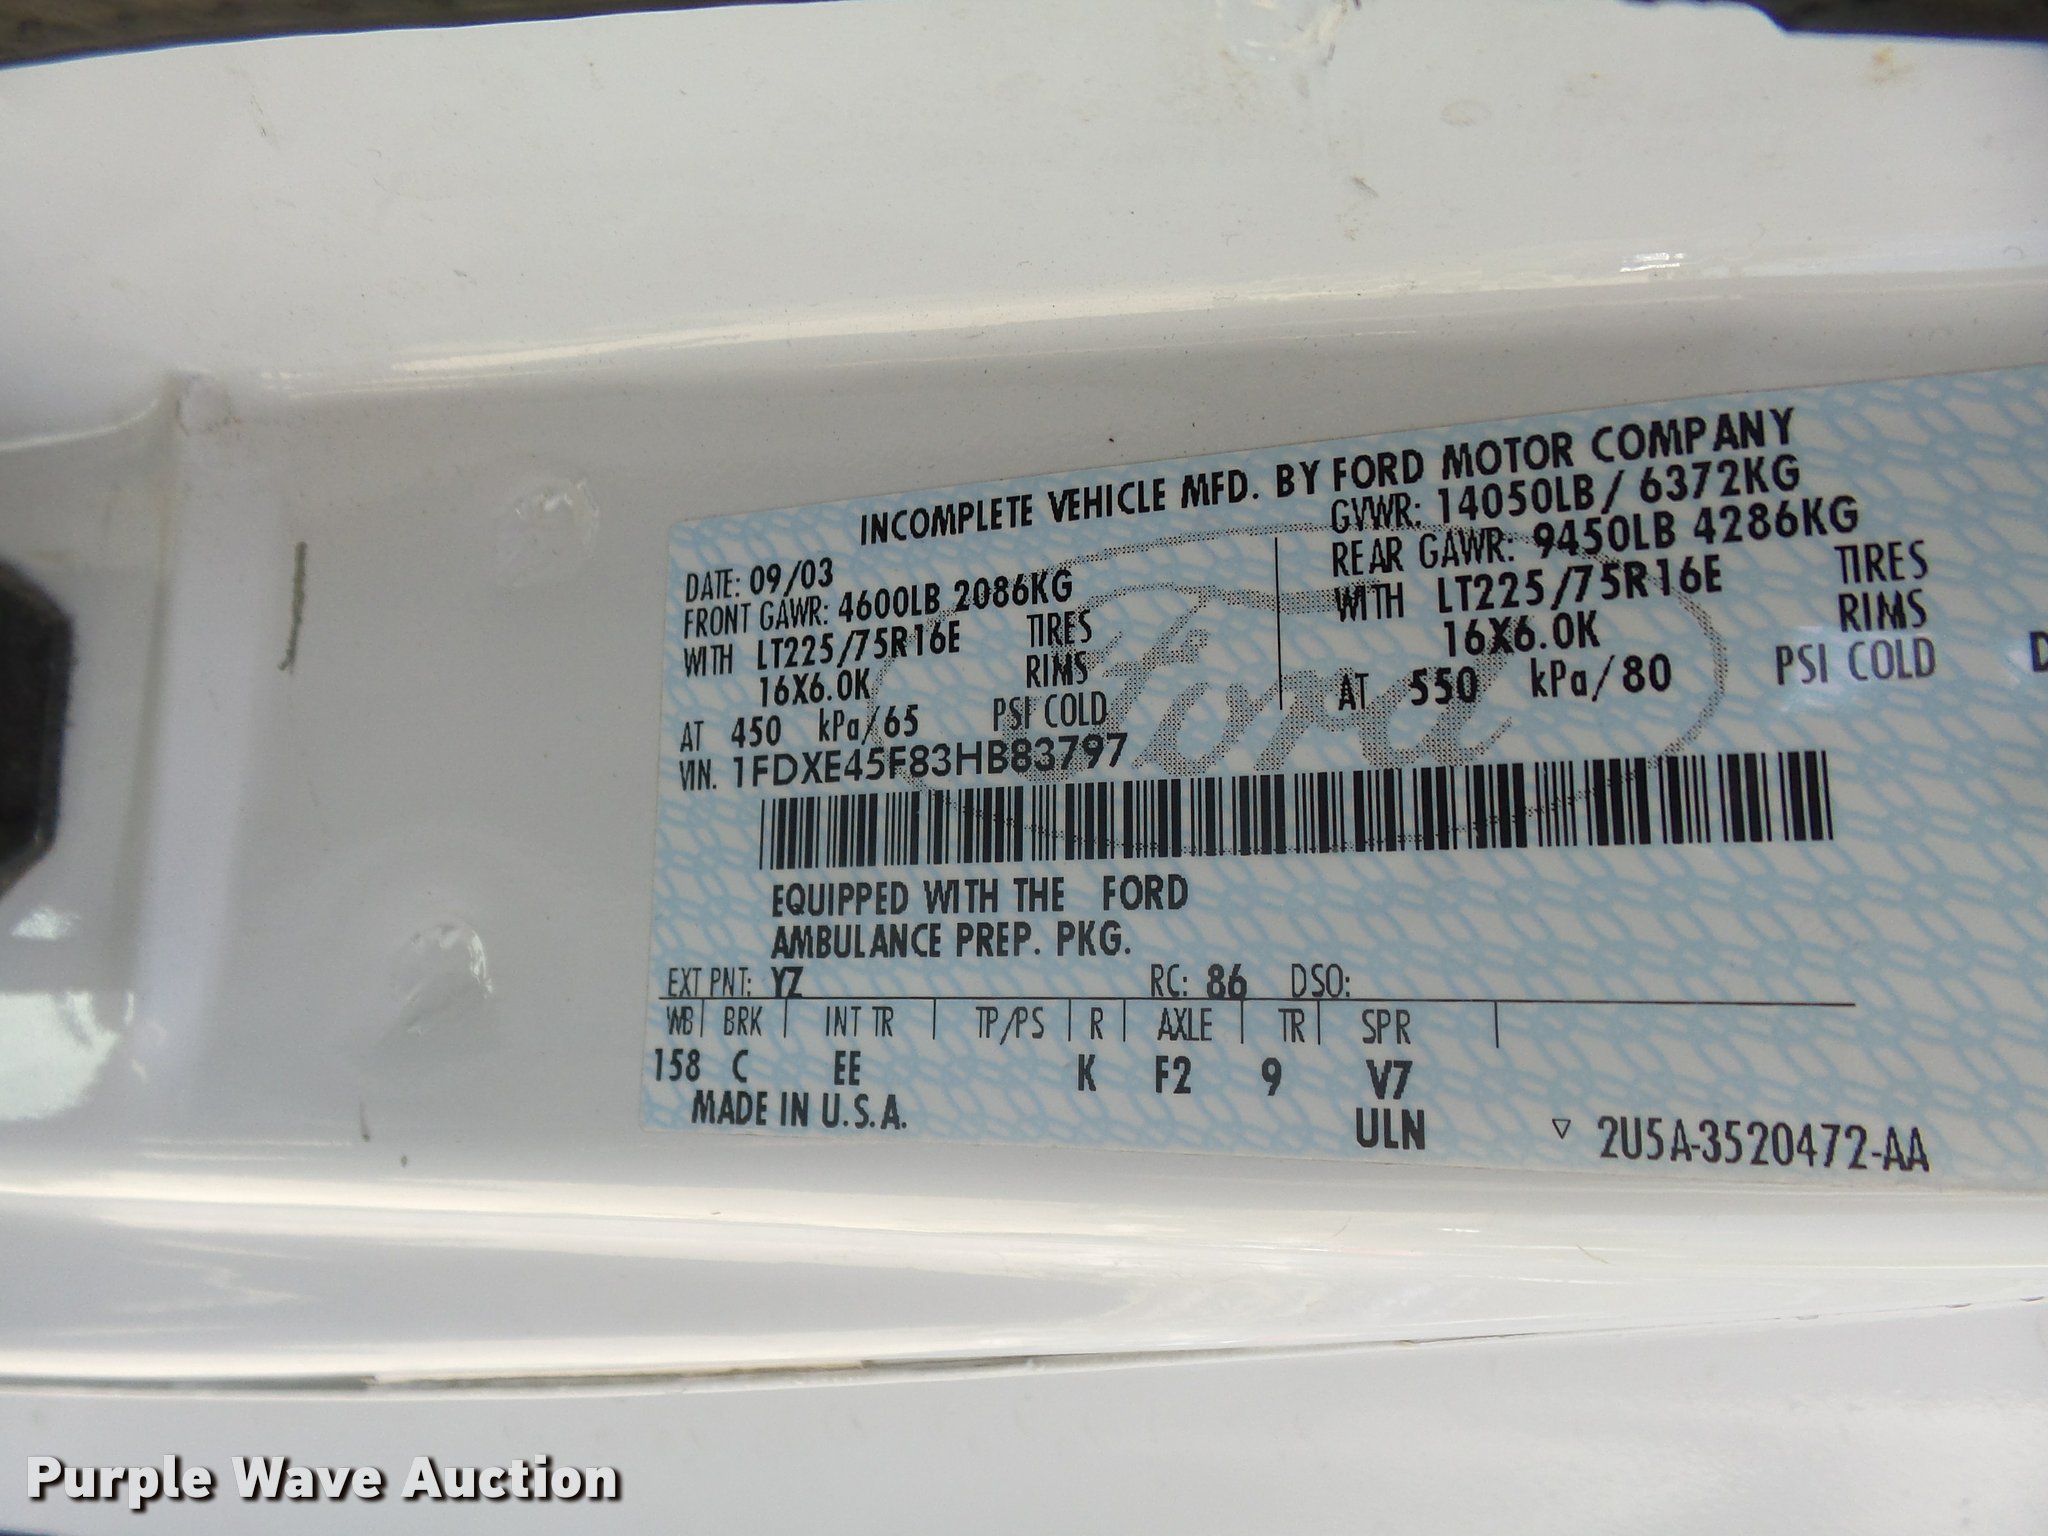 INCOMPLETE VEHICLE MFD. BY FORD MOTOR COMPANY
DATE: 09/03 GVWR: 14050LB/ 6372KG
FRONT GAWR: 4600LB 2086KG REAR GAWR: 9450LB 4286KG
WITH LT225/75R16E TIRES WITH LT225/75R16E TIRES
16X6.0K RIMS 16X6.0K RIMS
AT 450 kPa/65 PSI COLD AT 550 kPa/80 PSI COLD
VIN. 1FDXE45F83HB83797
Ford
EQUIPPED WITH THE FORD
AMBULANCE PREP. PKG.
EXT PNT: YZ RC: 86 DSO:
WB | BRK | INT TR | TP/PS | R | AXLE | TR | SPR |
158 C EE K F2 9 V7
MADE IN U.S.A. ULN ▽ 2U5A-3520472-AA
Purple Wave Auction